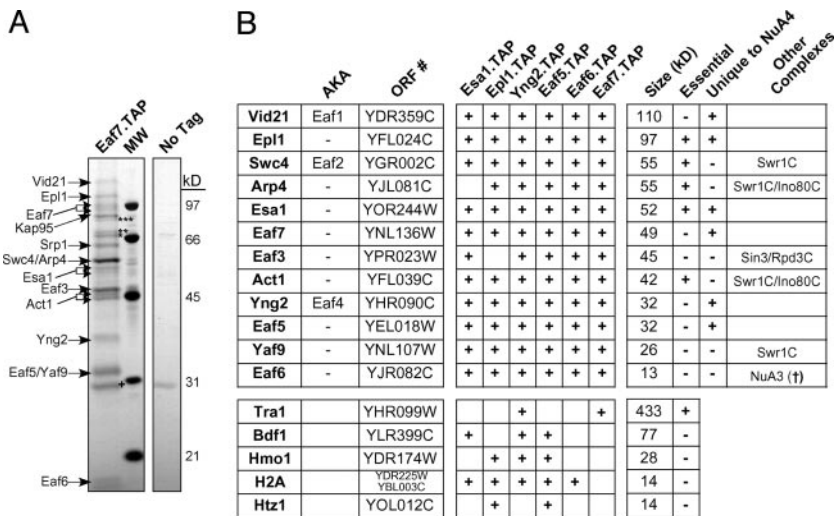 A
Eaf7.TAP
MW
No Tag
kD
Vid21
Epl1
97
Eaf7
***
Kap95
**
66
Srp1
Swc4/Arp4
Esa1
Eaf3
45
Act1
Yng2
Eaf5/Yaf9
31
+
21
Eaf6
B
AKA ORF # Esa1.TAP Epl1.TAP Yng2.TAP Eaf5.TAP Eaf6.TAP Eaf7.TAP Size (kD) Essential Unique to NuA4 Other Complexes
Vid21 Eaf1 YDR359C + + + + + + 110 - +
Epl1 - YFL024C + + + + + + 97 + +
Swc4 Eaf2 YGR002C + + + + + + 55 + - Swr1C
Arp4 - YJL081C + + + + + 55 + - Swr1C/Ino80C
Esa1 - YOR244W + + + + + + 52 + +
Eaf7 - YNL136W + + + + + + 49 - +
Eaf3 - YPR023W + + + + + + 45 - - Sin3/Rpd3C
Act1 - YFL039C + + + + + + 42 + - Swr1C/Ino80C
Yng2 Eaf4 YHR090C + + + + + + 32 - +
Eaf5 - YEL018W + + + + + + 32 - +
Yaf9 - YNL107W + + + + + + 26 - - Swr1C
Eaf6 - YJR082C + + + + + + 13 - - NuA3 (†)
Tra1 YHR099W + + 433 +
Bdf1 YLR399C + + + 77 -
Hmo1 YDR174W + + + 28 -
H2A YDR225W YBL003C + + + + + 14 -
Htz1 YOL012C + + 14 -